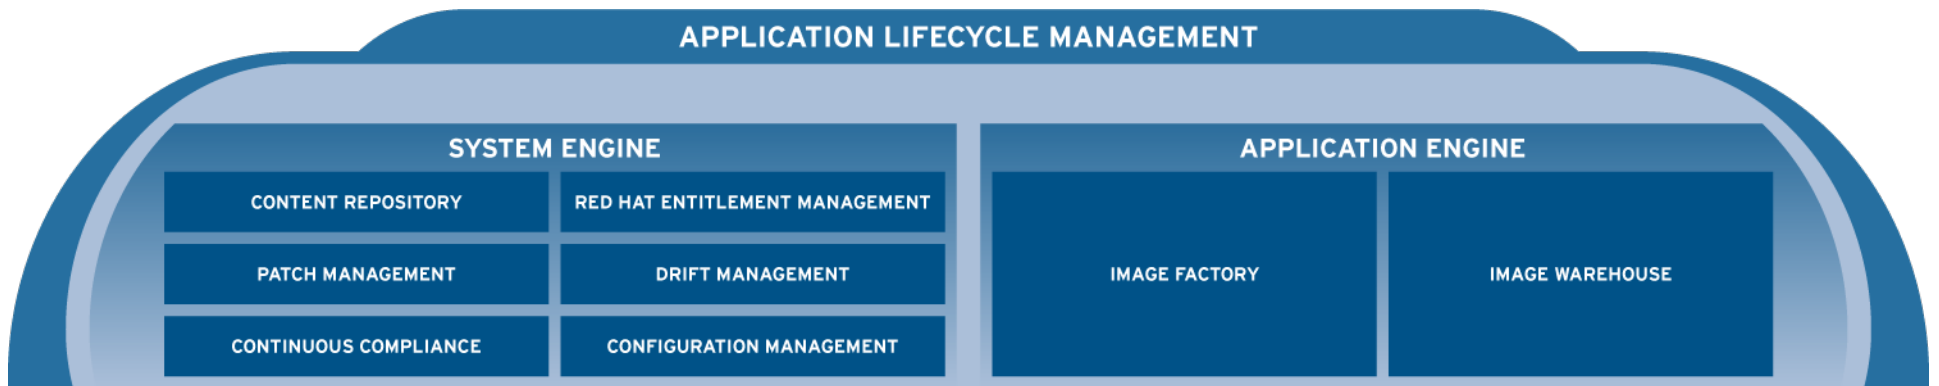 APPLICATION LIFECYCLE MANAGEMENT
SYSTEM ENGINE
CONTENT REPOSITORY
RED HAT ENTITLEMENT MANAGEMENT
PATCH MANAGEMENT
DRIFT MANAGEMENT
CONTINUOUS COMPLIANCE
CONFIGURATION MANAGEMENT
APPLICATION ENGINE
IMAGE FACTORY
IMAGE WAREHOUSE